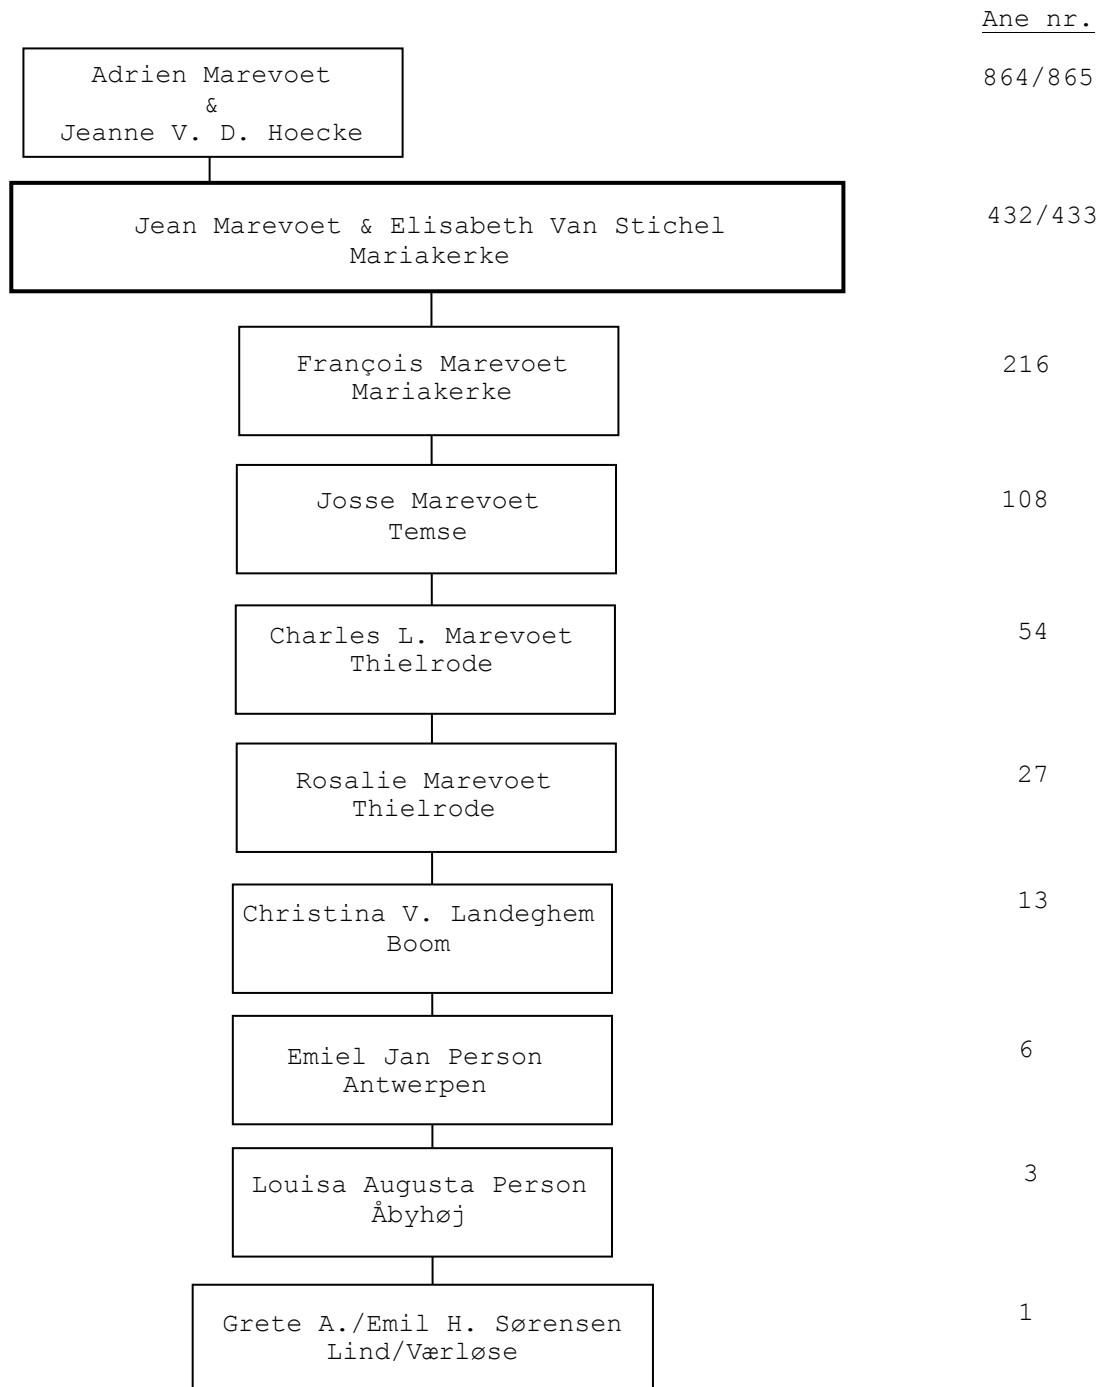 Ane nr.
Adrien Marevoet
&
Jeanne V. D. Hoecke
864/865
Jean Marevoet & Elisabeth Van Stichel
Mariakerke
432/433
François Marevoet
Mariakerke
216
Josse Marevoet
Temse
108
Charles L. Marevoet
Thielrode
54
Rosalie Marevoet
Thielrode
27
Christina V. Landeghem
Boom
13
Emiel Jan Person
Antwerpen
6
Louisa Augusta Person
Åbyhøj
3
Grete A./Emil H. Sørensen
Lind/Værløse
1